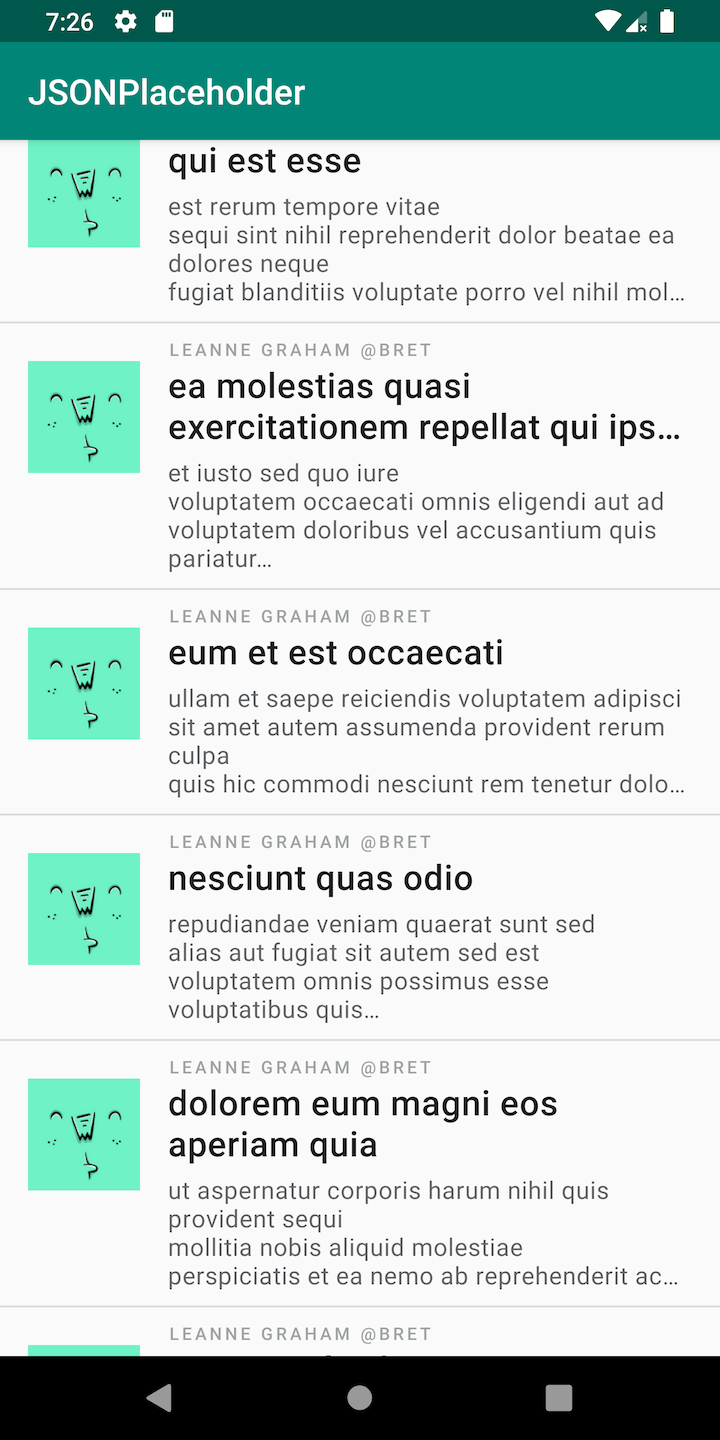 7:26
JSONPlaceholder
qui est esse
est rerum tempore vitae
sequi sint nihil reprehenderit dolor beatae ea
dolores neque
fugiat blanditiis voluptate porro vel nihil mol…
LEANNE GRAHAM @BRET
ea molestias quasi
exercitationem repellat qui ips…
et iusto sed quo iure
voluptatem occaecati omnis eligendi aut ad
voluptatem doloribus vel accusantium quis
pariatur…
LEANNE GRAHAM @BRET
eum et est occaecati
ullam et saepe reiciendis voluptatem adipisci
sit amet autem assumenda provident rerum
culpa
quis hic commodi nesciunt rem tenetur dolo…
LEANNE GRAHAM @BRET
nesciunt quas odio
repudiandae veniam quaerat sunt sed
alias aut fugiat sit autem sed est
voluptatem omnis possimus esse
voluptatibus quis…
LEANNE GRAHAM @BRET
dolorem eum magni eos
aperiam quia
ut aspernatur corporis harum nihil quis
provident sequi
mollitia nobis aliquid molestiae
perspiciatis et ea nemo ab reprehenderit ac…
LEANNE GRAHAM @BRET